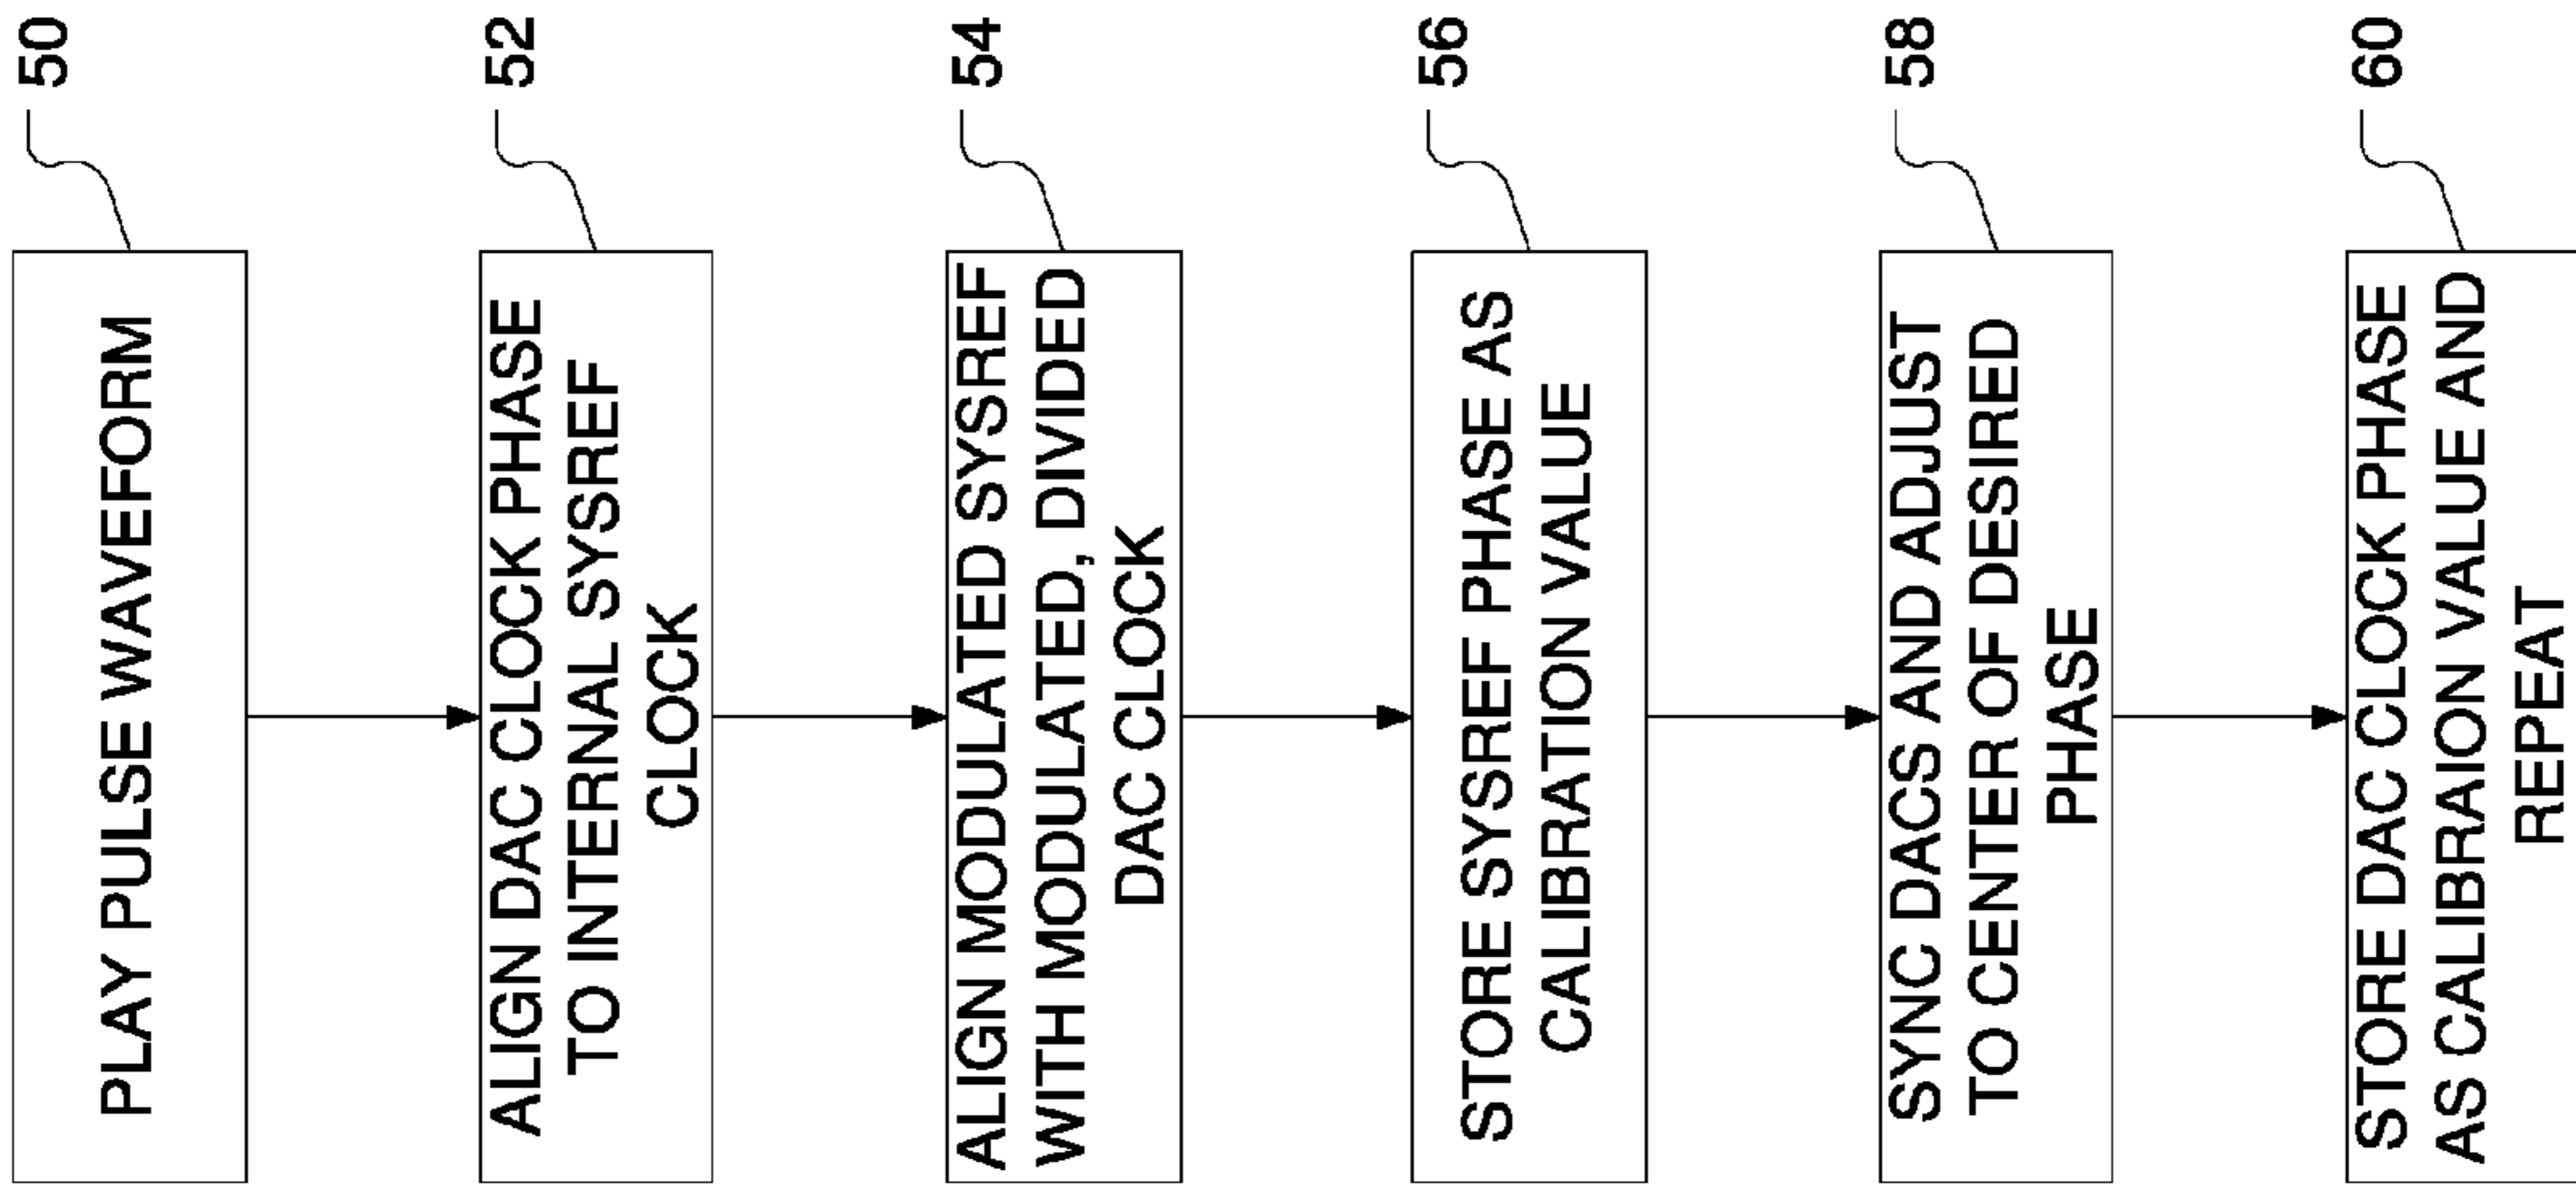 PLAY PULSE WAVEFORM
50
ALIGN DAC CLOCK PHASE
TO INTERNAL SYSREF
CLOCK
52
ALIGN MODULATED SYSREF
WITH MODULATED, DIVIDED
DAC CLOCK
54
STORE SYSREF PHASE AS
CALIBRATION VALUE
56
SYNC DACS AND ADJUST
TO CENTER OF DESIRED
PHASE
58
STORE DAC CLOCK PHASE
AS CALIBRAION VALUE AND
REPEAT
60